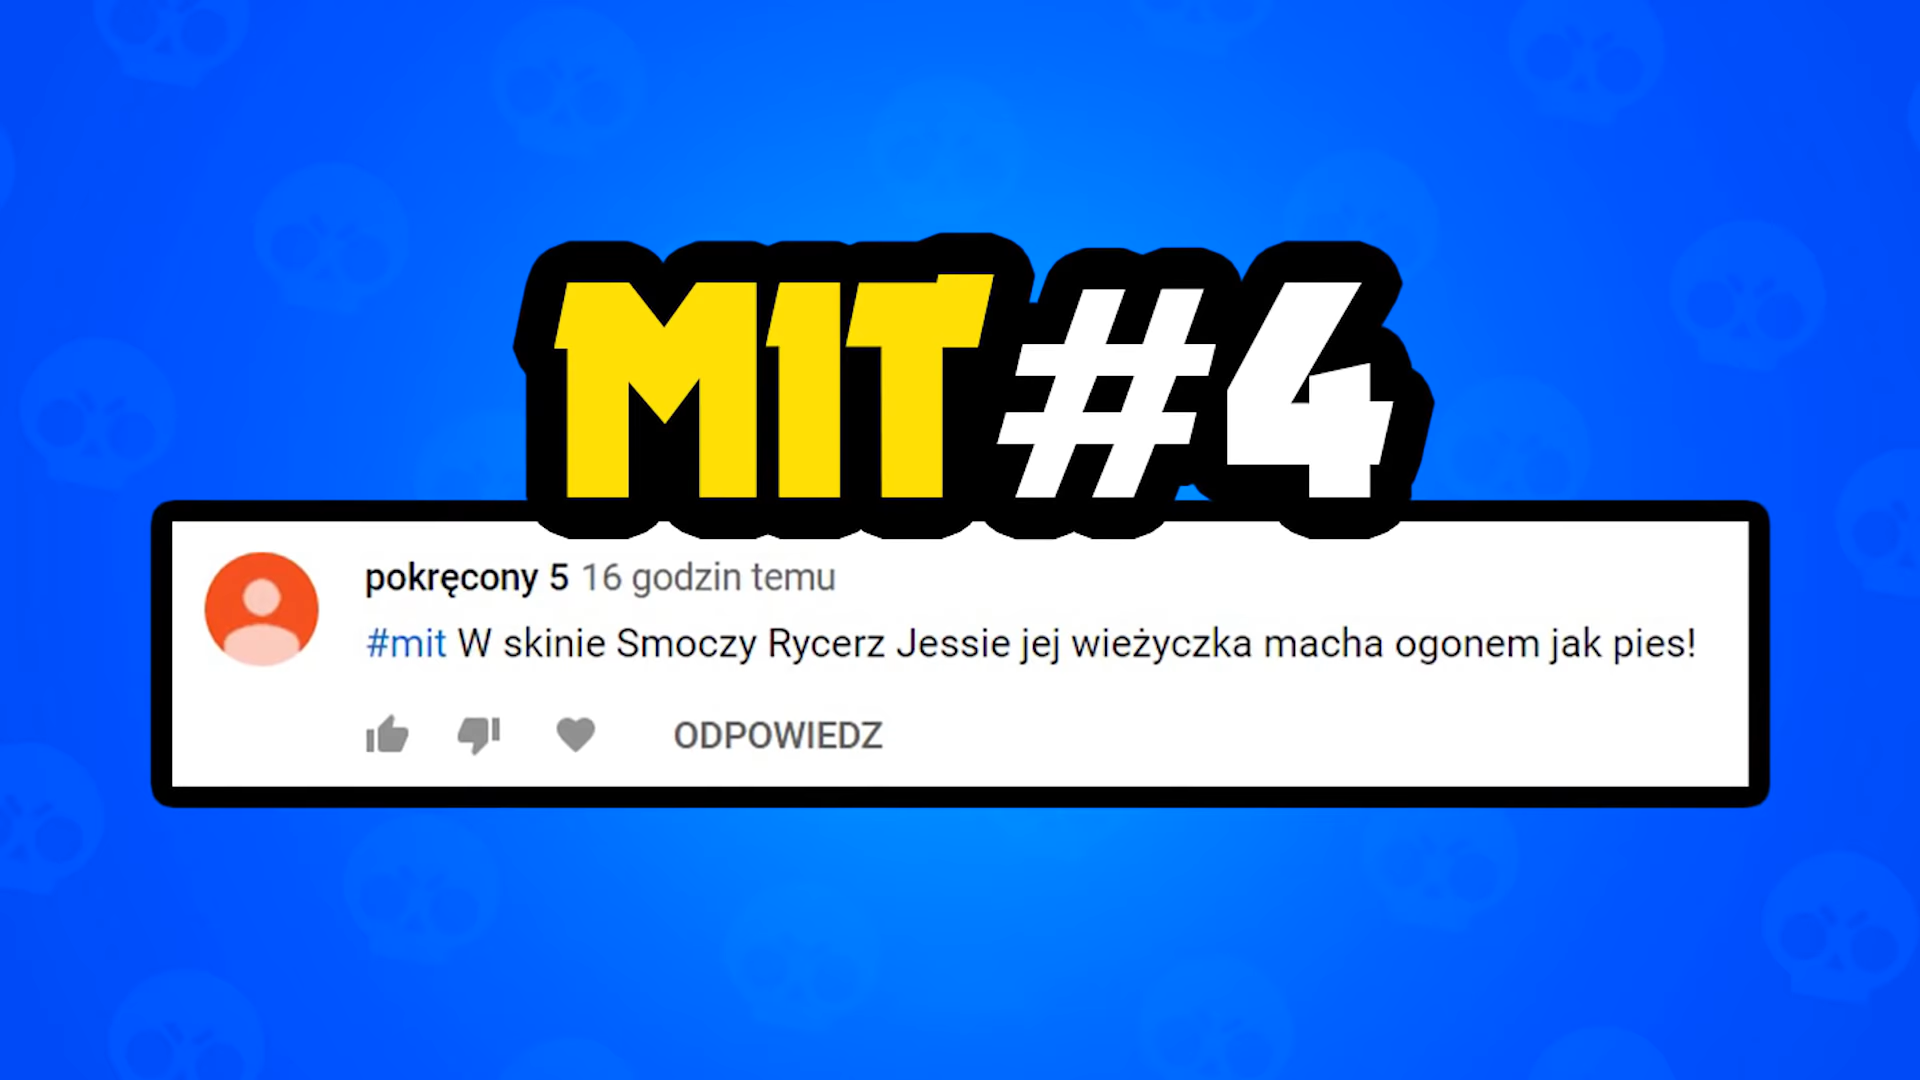 MIT #4
pokręcony 5 16 godzin temu
#mit W skinie Smoczy Rycerz Jessie jej wieżyczka macha ogonem jak pies!
ODPOWIEDZ